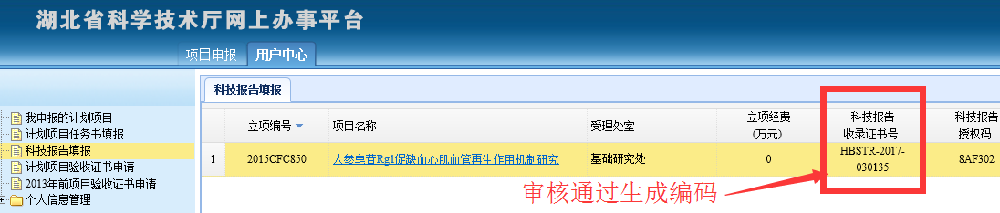 湖北省科学技术厅网上办事平台
项目申报 用户中心
科技报告填报
我申报的计划项目
计划项目任务书填报
科技报告填报
计划项目验收证书申请
2013年前项目验收证书申请
个人信息管理
立项编号 项目名称 受理处室 立项经费
(万元) 科技报告
收录证书号 科技报告
授权码
1 2015CFC850 人参皂苷Rg1促缺血心肌血管再生作用机制研究 基础研究处 0 HBSTR-2017-
030135 8AF302
审核通过生成编码